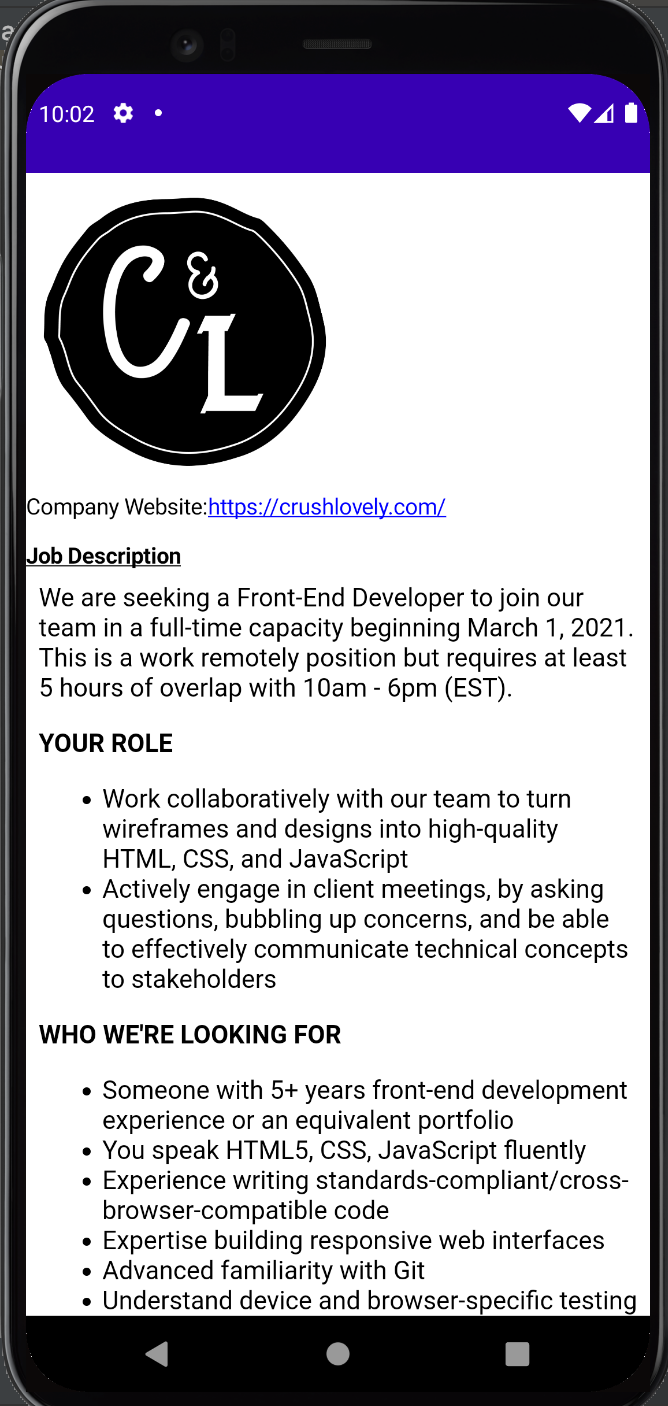 a
10:02
C & L
Company Website:https://crushlovely.com/
Job Description
We are seeking a Front-End Developer to join our
team in a full-time capacity beginning March 1, 2021.
This is a work remotely position but requires at least
5 hours of overlap with 10am - 6pm (EST).
YOUR ROLE
• Work collaboratively with our team to turn
wireframes and designs into high-quality
HTML, CSS, and JavaScript
• Actively engage in client meetings, by asking
questions, bubbling up concerns, and be able
to effectively communicate technical concepts
to stakeholders
WHO WE'RE LOOKING FOR
• Someone with 5+ years front-end development
experience or an equivalent portfolio
• You speak HTML5, CSS, JavaScript fluently
• Experience writing standards-compliant/cross-
browser-compatible code
• Expertise building responsive web interfaces
• Advanced familiarity with Git
• Understand device and browser-specific testing